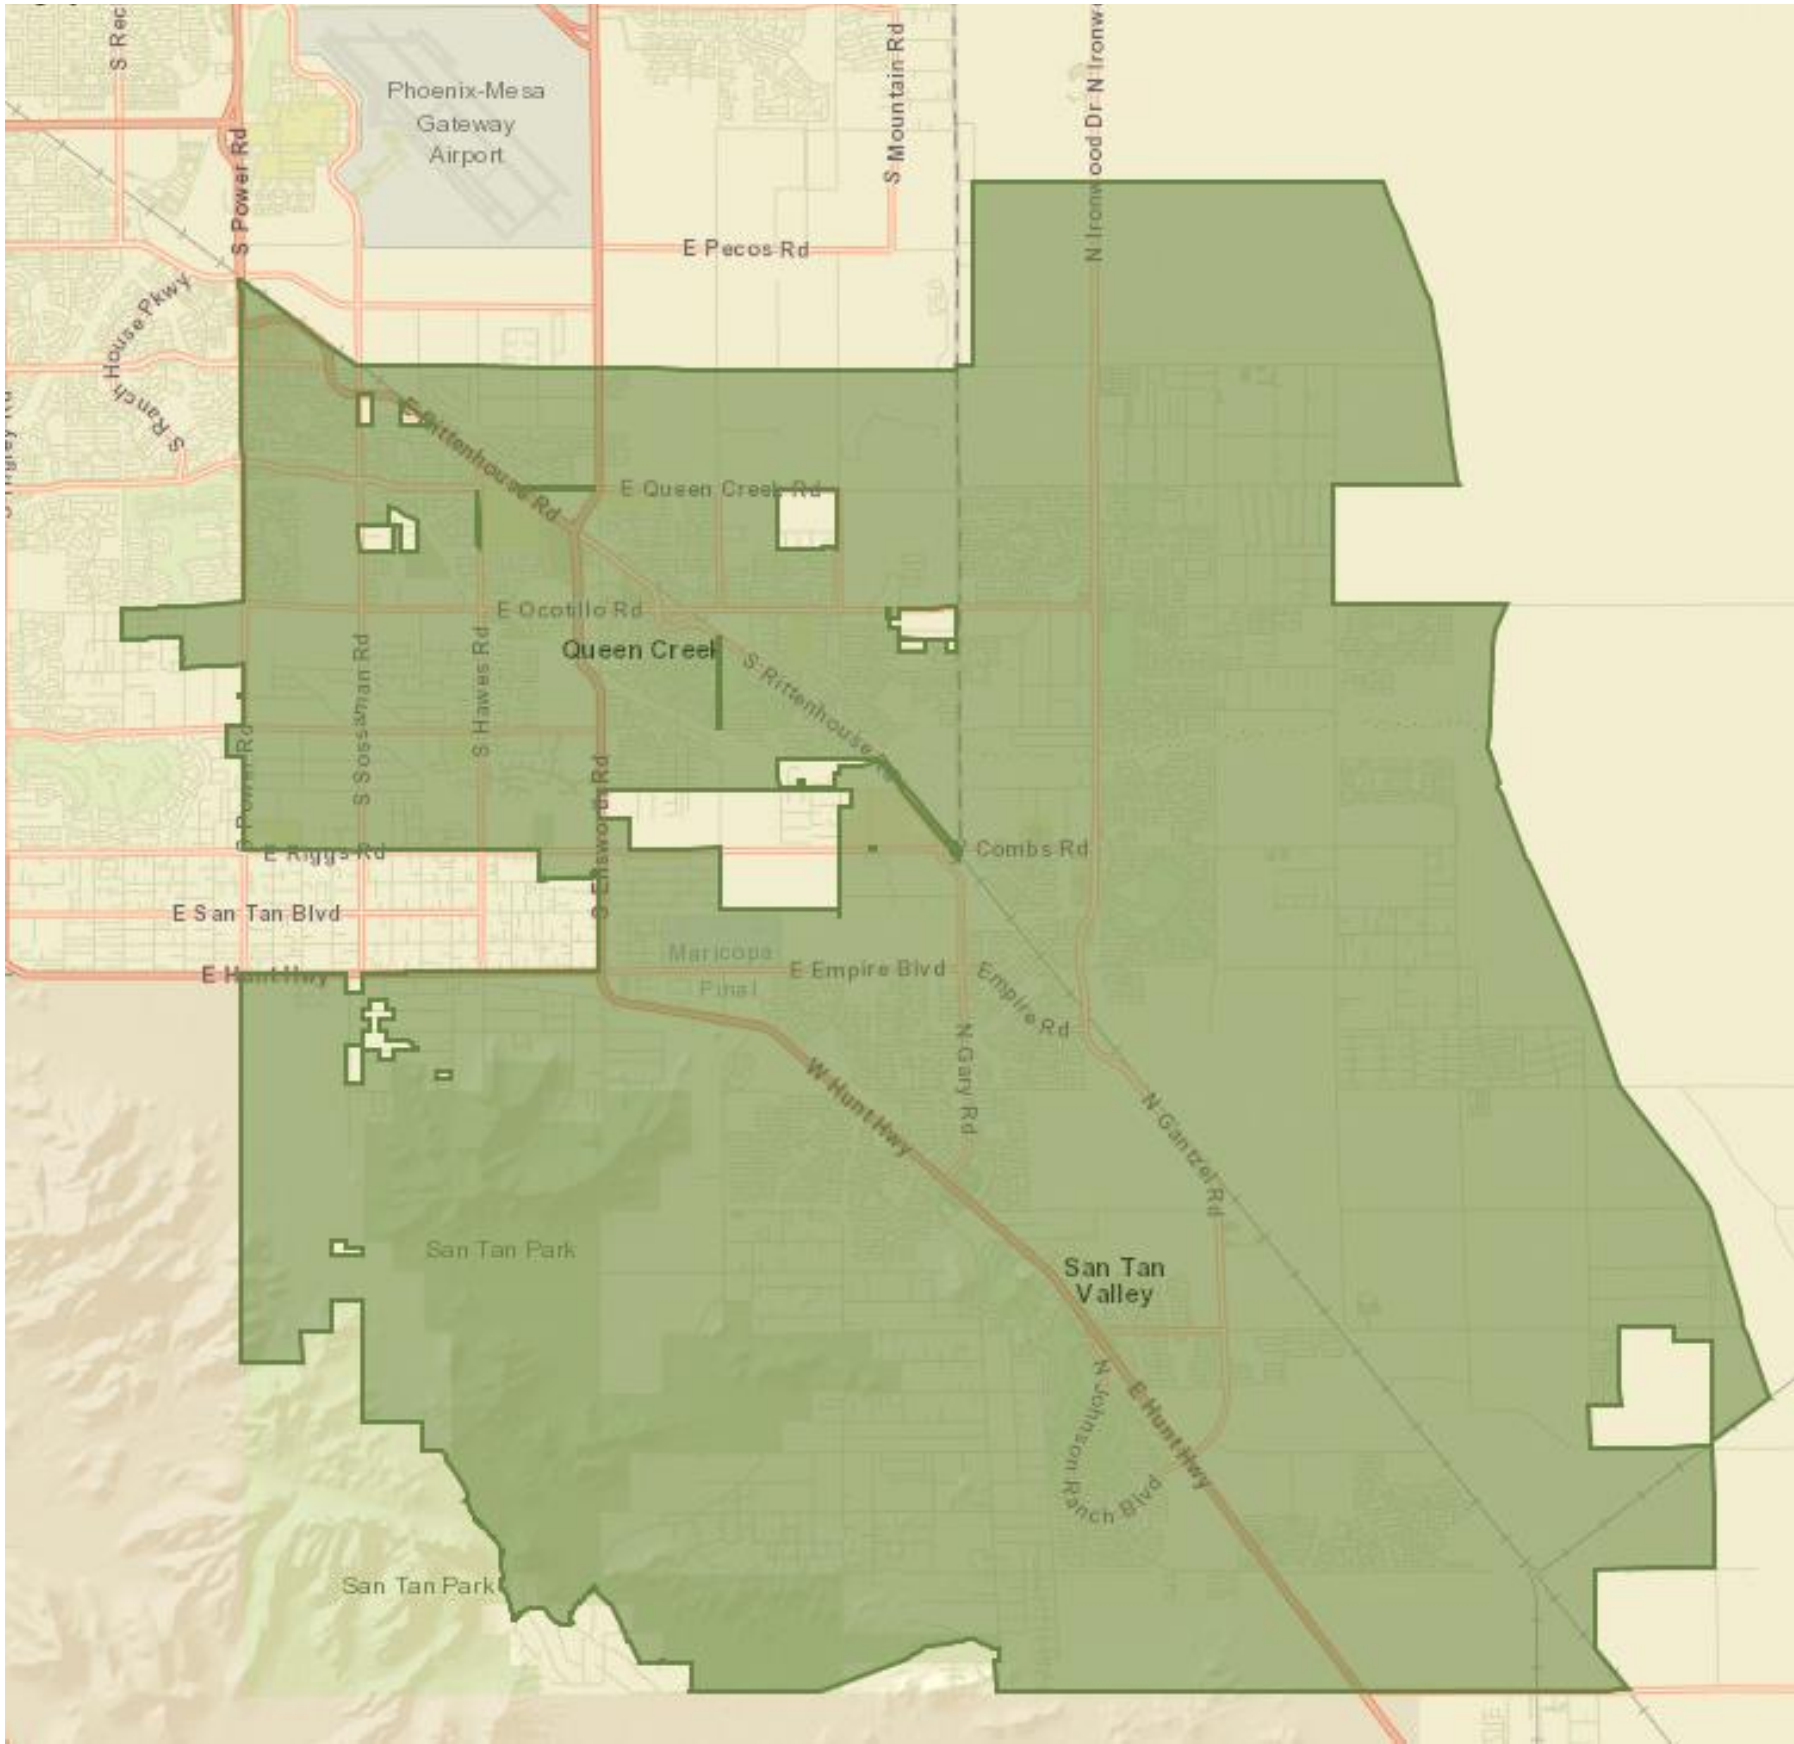 S Rec
S Mountain Rd
N Ironwood Dr N Ironw
Phoenix-Mesa
Gateway
Airport
S Power Rd
E Pecos Rd
S Ranch House Pkwy
E Rittenhouse Rd
E Queen Creek Rd
E Ocotillo Rd
Queen Creek
S Sossaman Rd
S Hawes Rd
S Rittenhouse Rd
S Power Rd
S Ellsworth Rd
E Riggs Rd
W Combs Rd
E San Tan Blvd
Maricopa
Pinal
E Empire Blvd
Empire Rd
E Hunt Hwy
N Gary Rd
W Hunt Hwy
N Gantzel Rd
San Tan Park
San Tan
Valley
N Johnson Ranch Blvd
E Hunt Hwy
San Tan Park